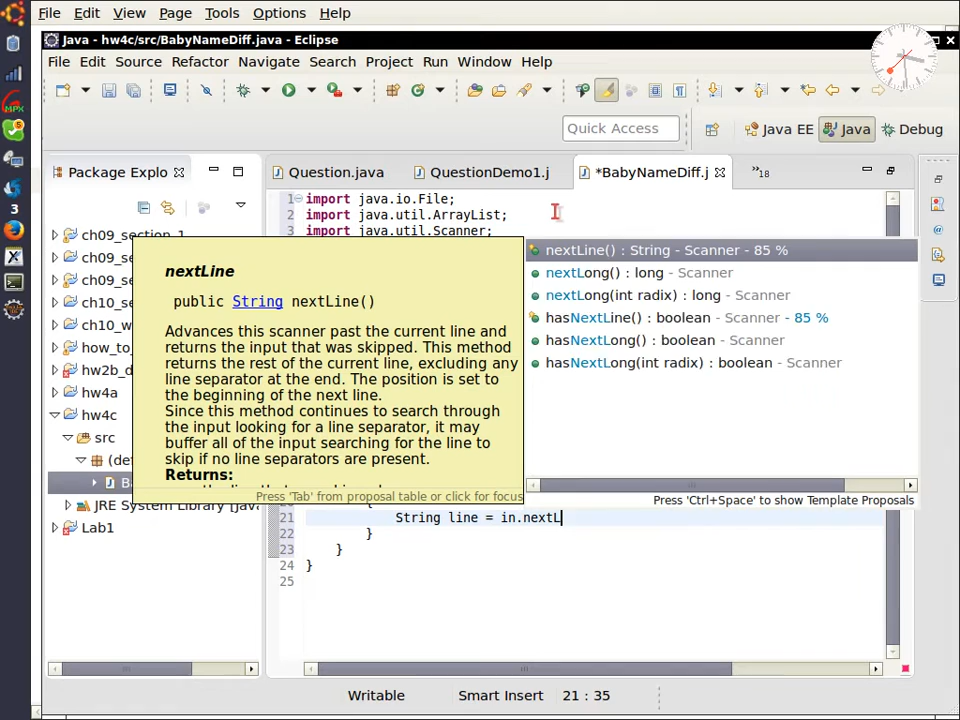 File Edit View Page Tools Options Help
Java - hw4c/src/BabyNameDiff.java - Eclipse
File Edit Source Refactor Navigate Search Project Run Window Help
Quick Access
Java EE Java Debug
Package Explo
Question.java QuestionDemo1.j *BabyNameDiff.j »18
1 import java.io.File;
2 import java.util.ArrayList;
3 import java.util.Scanner;
ch09_section_1
ch09_se
ch09_se
ch10_se
ch10_w
how_to_
hw2b_d
hw4a
hw4c
src
(de
B
JRE System Library [java
Lab1
nextLine
public String nextLine()
Advances this scanner past the current line and
returns the input that was skipped. This method
returns the rest of the current line, excluding any
line separator at the end. The position is set to
the beginning of the next line.
Since this method continues to search through
the input looking for a line separator, it may
buffer all of the input searching for the line to
skip if no line separators are present.
Returns:
Press 'Tab' from proposal table or click for focus
nextLine() : String - Scanner - 85 %
nextLong() : long - Scanner
nextLong(int radix) : long - Scanner
hasNextLine() : boolean - Scanner - 85 %
hasNextLong() : boolean - Scanner
hasNextLong(int radix) : boolean - Scanner
Press 'Ctrl+Space' to show Template Proposals
21 String line = in.nextL
22 }
23 }
24 }
25
Writable Smart Insert 21 : 35
MPX
5
3